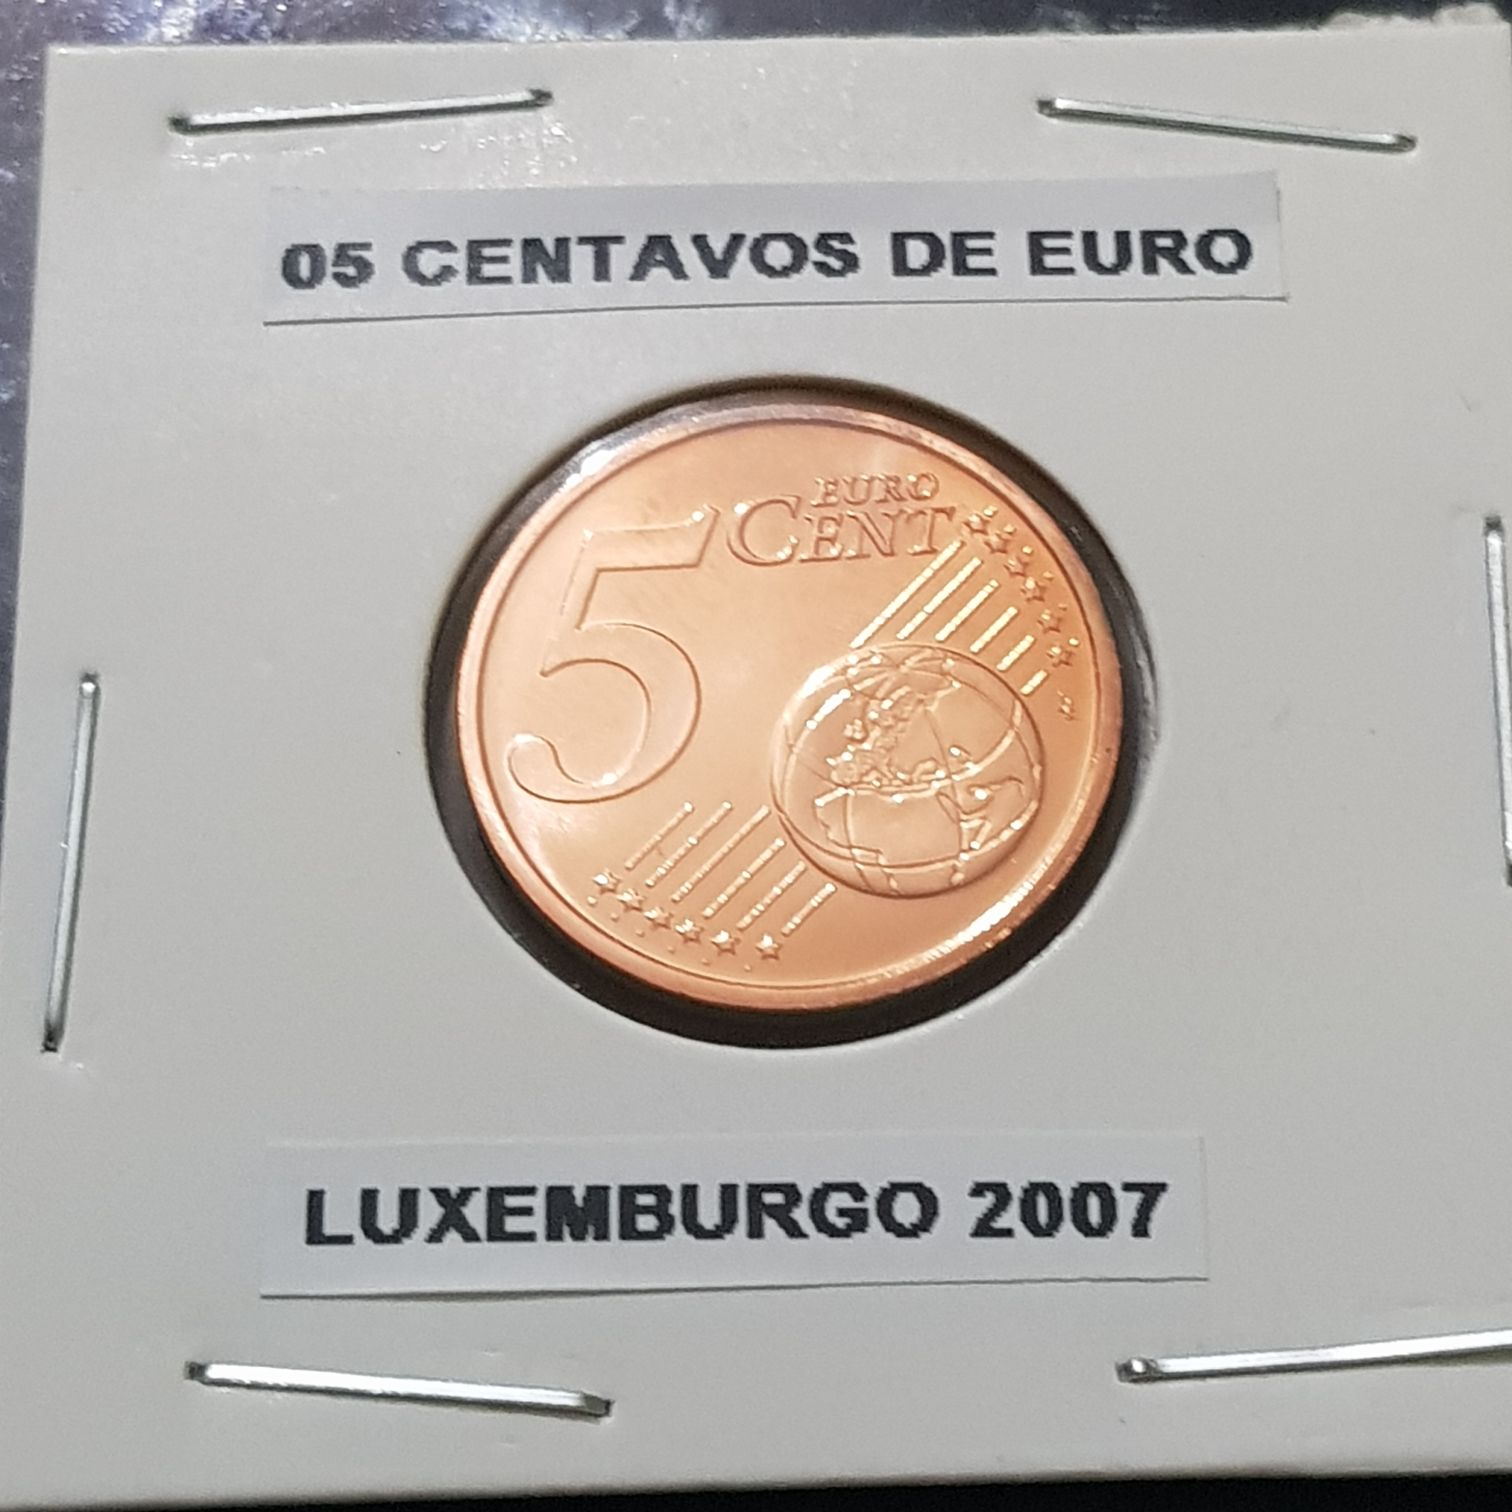 05 CENTAVOS DE EURO
5 EURO
CENT
LUXEMBURGO 2007